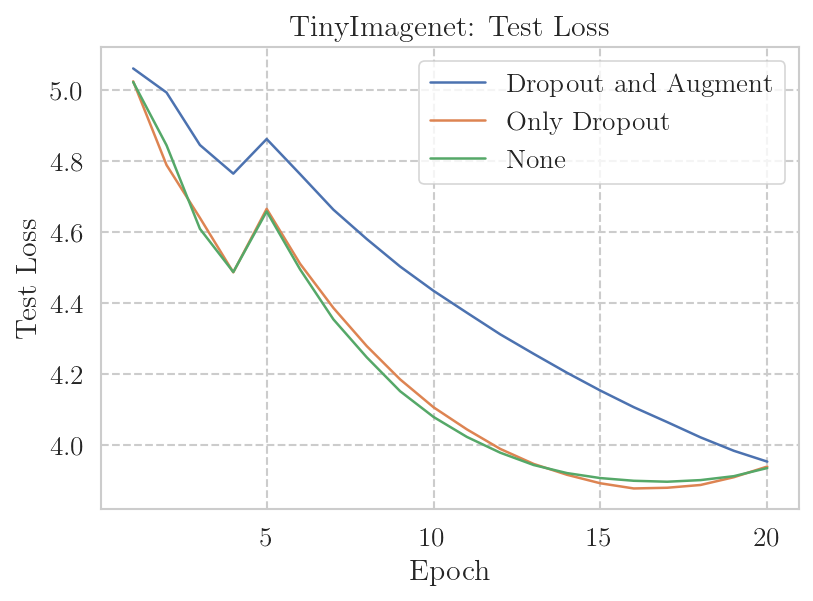 TinyImagenet: Test Loss
Dropout and Augment
Only Dropout
None
Test Loss
5.0
4.8
4.6
4.4
4.2
4.0
5
10
15
20
Epoch